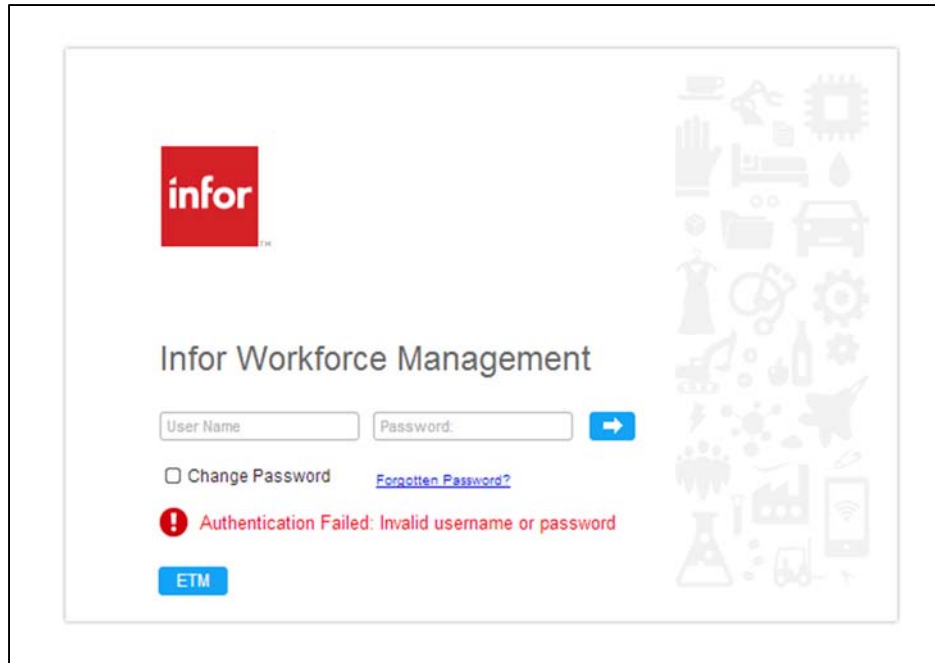 infor
TM
Infor Workforce Management
User Name
Password:
Change Password
Forgotten Password?
Authentication Failed: Invalid username or password
ETM